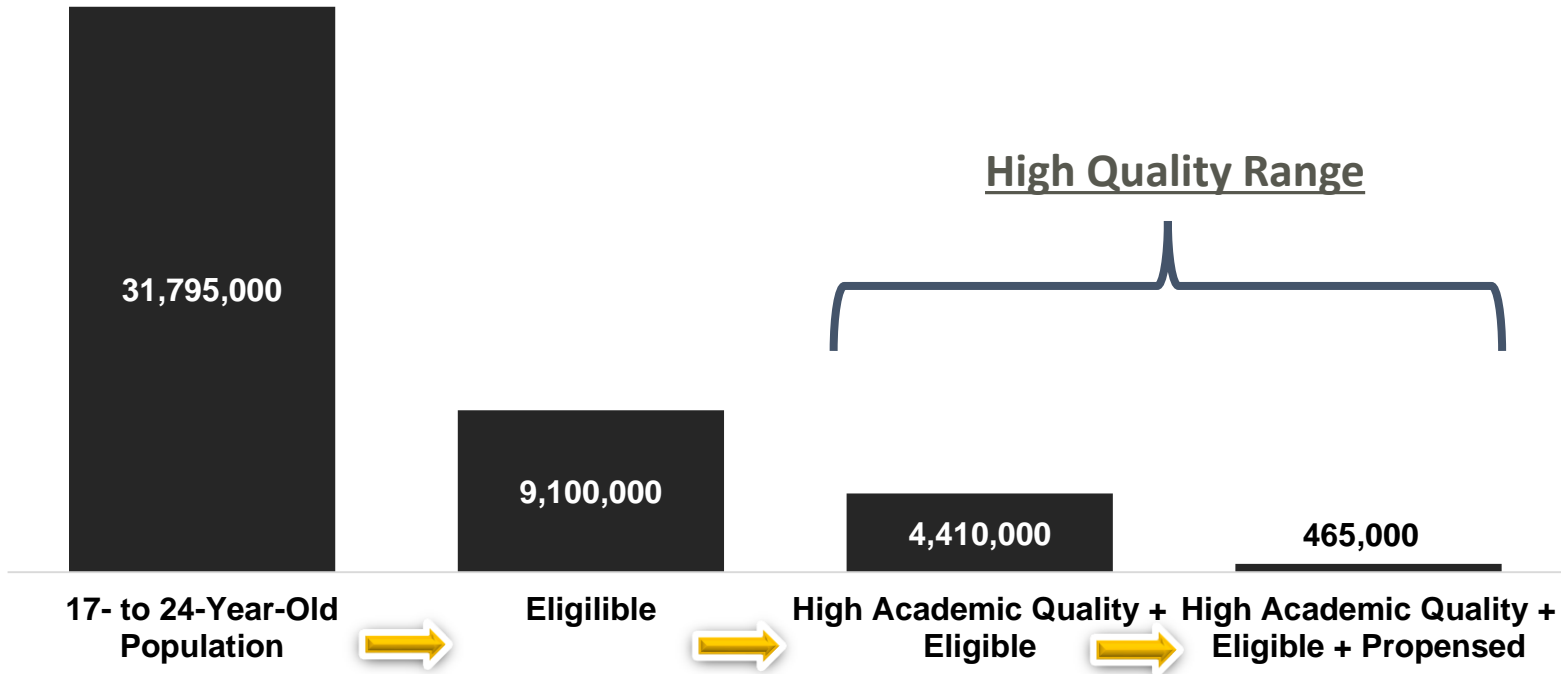 High Quality Range
31,795,000
9,100,000
4,410,000
465,000
17- to 24-Year-Old
Population
Eligilible
High Academic Quality +
Eligible
High Academic Quality +
Eligible + Propensed